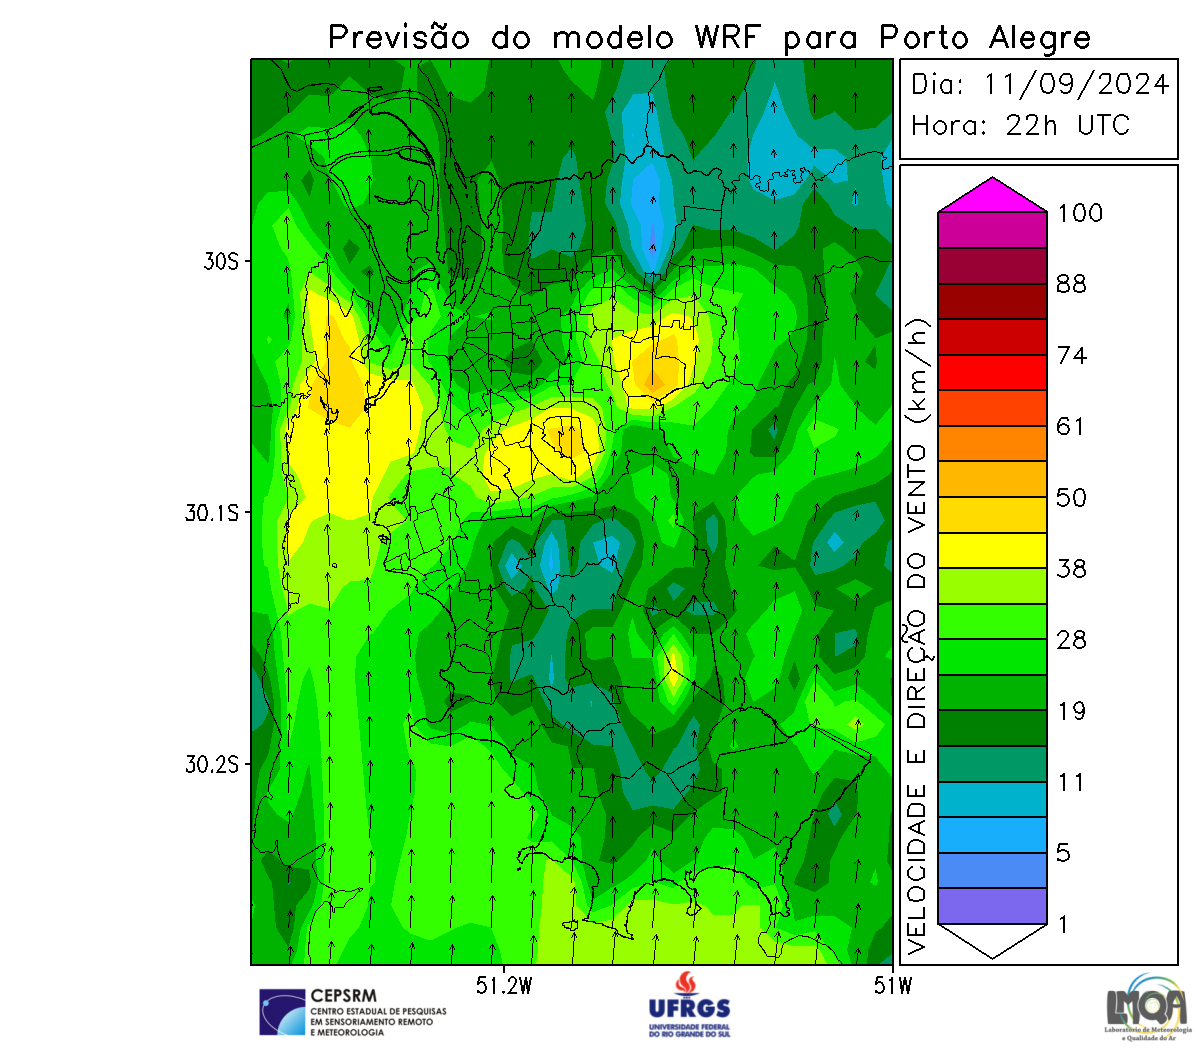 Previsão do modelo WRF para Porto Alegre
Dia: 11/09/2024
Hora: 22h UTC
30S
30.1S
30.2S
51.2W
51W
VELOCIDADE E DIREÇÃO DO VENTO (km/h)
100
88
74
61
50
38
28
19
11
5
1
CEPSRM
CENTRO ESTADUAL DE PESQUISAS
EM SENSORIAMENTO REMOTO
E METEOROLOGIA
UFRGS
UNIVERSIDADE FEDERAL
DO RIO GRANDE DO SUL
LMQA
Laboratório de Meteorologia
e Qualidade do Ar